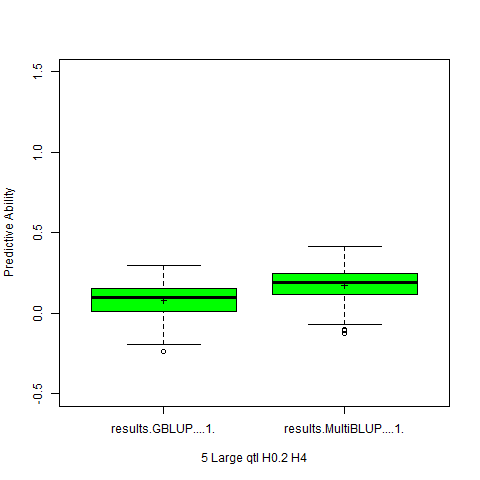 1.5
1.0
0.5
0.0
-0.5
Predictive Ability
results.GBLUP....1.
results.MultiBLUP....1.
5 Large qtl H0.2 H4